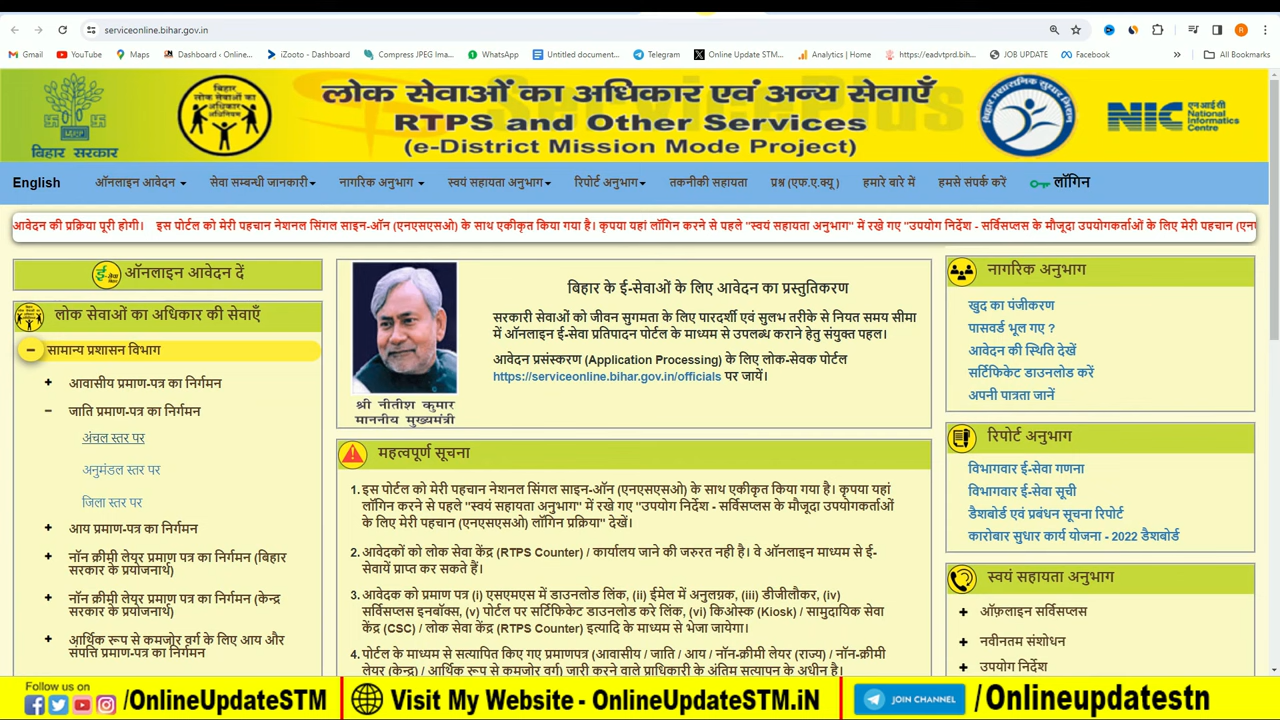 serviceonline.bihar.gov.in
Gmail
YouTube
Maps
Dashboard ‹ Online...
iZooto - Dashboard
Compress JPEG Ima...
WhatsApp
Untitled document...
Telegram
Online Update STM...
Analytics | Home
https://eadvtprd.bih...
JOB UPDATE
Facebook
»
All Bookmarks
R
बिहार सरकार
बिहार
लोक सेवाओं का
अधिकार
अधिनियम
लोक सेवाओं का अधिकार एवं अन्य सेवाएँ
RTPS and Other Services
(e-District Mission Mode Project)
ServicePlus
बिहार प्रशासनिक सुधार मिशन
NIC
एन आई सी
National
Informatics
Centre
English
ऑनलाइन आवेदन
सेवा सम्बन्धी जानकारी
नागरिक अनुभाग
स्वयं सहायता अनुभाग
रिपोर्ट अनुभाग
तकनीकी सहायता
प्रश्न (एफ.ए.क्यू )
हमारे बारे में
हमसे संपर्क करें
लॉगिन
आवेदन की प्रक्रिया पूरी होगी। इस पोर्टल को मेरी पहचान नेशनल सिंगल साइन-ऑन (एनएसएसओ) के साथ एकीकृत किया गया है। कृपया यहां लॉगिन करने से पहले "स्वयं सहायता अनुभाग" में रखे गए "उपयोग निर्देश - सर्विसप्लस के मौजूदा उपयोगकर्ताओं के लिए मेरी पहचान (एन
ऑनलाइन आवेदन दें
लोक सेवाओं का अधिकार की सेवाएँ
− सामान्य प्रशासन विभाग
+ आवासीय प्रमाण-पत्र का निर्गमन
− जाति प्रमाण-पत्र का निर्गमन
अंचल स्तर पर
अनुमंडल स्तर पर
जिला स्तर पर
+ आय प्रमाण-पत्र का निर्गमन
+ नॉन क्रीमी लेयर प्रमाण पत्र का निर्गमन (बिहार
सरकार के प्रयोजनार्थ)
+ नॉन क्रीमी लेयर प्रमाण पत्र का निर्गमन (केन्द्र
सरकार के प्रयोजनार्थ)
+ आर्थिक रूप से कमजोर वर्ग के लिए आय और
संपत्ति प्रमाण-पत्र का निर्गमन
श्री नीतीश कुमार
माननीय मुख्यमंत्री
बिहार के ई-सेवाओं के लिए आवेदन का प्रस्तुतिकरण
सरकारी सेवाओं को जीवन सुगमता के लिए पारदर्शी एवं सुलभ तरीके से नियत समय सीमा
में ऑनलाइन ई-सेवा प्रतिपादन पोर्टल के माध्यम से उपलब्ध कराने हेतु संयुक्त पहल।
आवेदन प्रसंस्करण (Application Processing) के लिए लोक-सेवक पोर्टल
https://serviceonline.bihar.gov.in/officials पर जायें।
महत्वपूर्ण सूचना
1. इस पोर्टल को मेरी पहचान नेशनल सिंगल साइन-ऑन (एनएसएसओ) के साथ एकीकृत किया गया है। कृपया यहां
लॉगिन करने से पहले "स्वयं सहायता अनुभाग" में रखे गए "उपयोग निर्देश - सर्विसप्लस के मौजूदा उपयोगकर्ताओं
के लिए मेरी पहचान (एनएसएसओ) लॉगिन प्रक्रिया" देखें।
2. आवेदकों को लोक सेवा केंद्र (RTPS Counter) / कार्यालय जाने की जरुरत नही है। वे ऑनलाइन माध्यम से ई-
सेवायें प्राप्त कर सकते हैं।
3. आवेदक को प्रमाण पत्र (i) एसएमएस में डाउनलोड लिंक, (ii) ईमेल में अनुलग्नक, (iii) डीजीलॉकर, (iv)
सर्विसप्लस इनबॉक्स, (v) पोर्टल पर सर्टिफिकेट डाउनलोड करे लिंक, (vi) किओस्क (Kiosk) / सामुदायिक सेवा
केंद्र (CSC) / लोक सेवा केंद्र (RTPS Counter) इत्यादि के माध्यम से भेजा जायेगा।
4. पोर्टल के माध्यम से सत्यापित किए गए प्रमाणपत्र (आवासीय / जाति / आय / नॉन-क्रीमी लेयर (राज्य) / नॉन-क्रीमी
लेयर (केन्द्र) / आर्थिक रूप से कमजोर वर्ग) जारी करने वाले प्राधिकारी के अंतिम सत्यापन के अधीन है।
नागरिक अनुभाग
खुद का पंजीकरण
पासवर्ड भूल गए ?
आवेदन की स्थिति देखें
सर्टिफिकेट डाउनलोड करें
अपनी पात्रता जानें
रिपोर्ट अनुभाग
विभागवार ई-सेवा गणना
विभागवार ई-सेवा सूची
डैशबोर्ड एवं प्रबंधन सूचना रिपोर्ट
कारोबार सुधार कार्य योजना - 2022 डैशबोर्ड
स्वयं सहायता अनुभाग
+ ऑफ़लाइन सर्विसप्लस
+ नवीनतम संशोधन
+ उपयोग निर्देश
Follow us on
/OnlineUpdateSTM
Visit My Website - OnlineUpdateSTM.iN
JOIN CHANNEL
/Onlineupdatestn